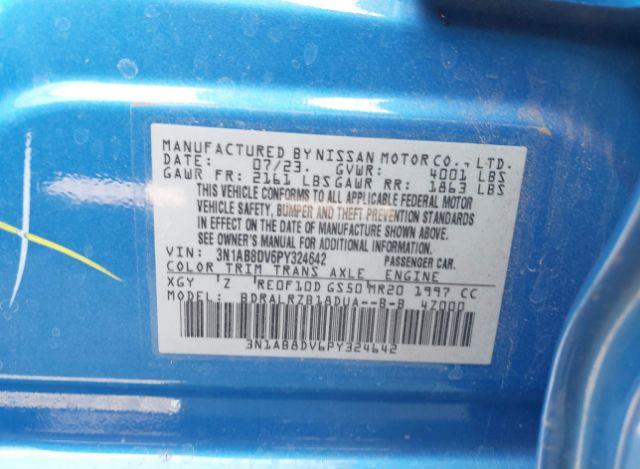 MANUFACTURED BY NISSAN MOTOR CO., LTD.
DATE: 07/23. GVWR: 4001 LBS
GAWR FR: 2161 LBS GAWR RR: 1863 LBS
THIS VEHICLE CONFORMS TO ALL APPLICABLE FEDERAL MOTOR
VEHICLE SAFETY, BUMPER AND THEFT PREVENTION STANDARDS
IN EFFECT ON THE DATE OF MANUFACTURE SHOWN ABOVE.
SEE OWNER'S MANUAL FOR ADDITIONAL INFORMATION.
VIN: 3N1AB8DV6PY324642 PASSENGER CAR.
COLOR TRIM TRANS AXLE ENGINE
XGY 'Z RE0F10D GS50 MR20 1997 CC
MODEL: BDRALRZB18DUA--B-B 47000
3N1AB8DV6PY324642